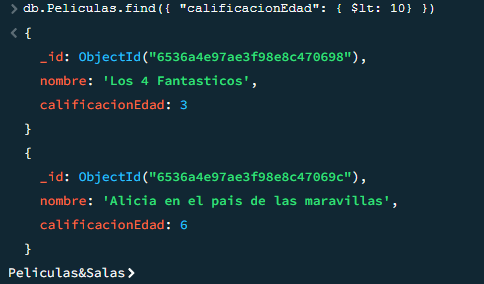 > db.Peliculas.find({ "calificacionEdad": { $lt: 10} })
< {
_id: ObjectId("6536a4e97ae3f98e8c470698"),
nombre: 'Los 4 Fantasticos',
calificacionEdad: 3
}
{
_id: ObjectId("6536a4e97ae3f98e8c47069c"),
nombre: 'Alicia en el pais de las maravillas',
calificacionEdad: 6
}
Peliculas&Salas>